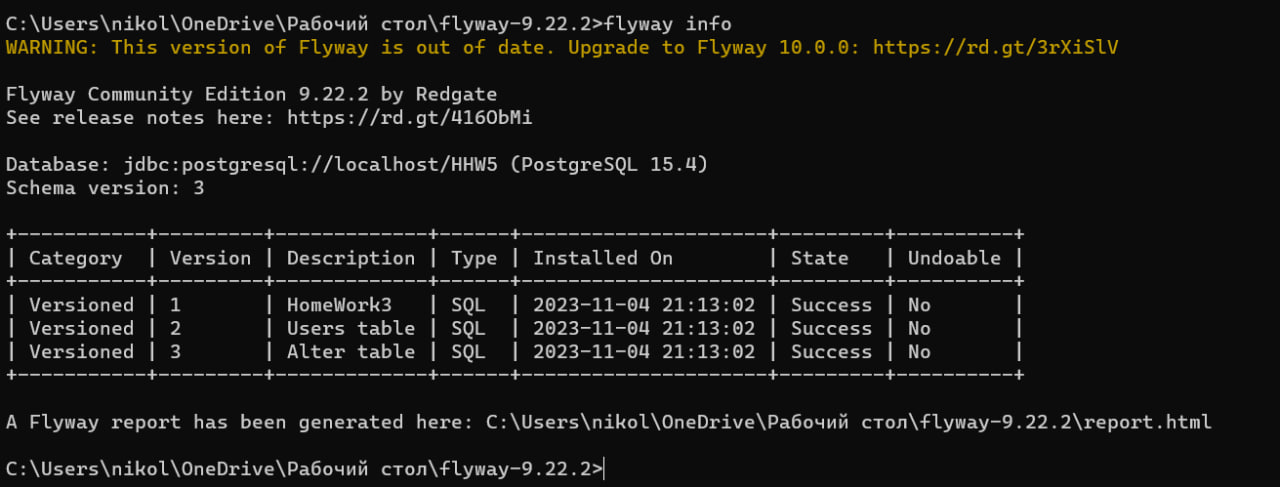 C:\Users\nikol\OneDrive\Рабочий стол\flyway-9.22.2>flyway info
WARNING: This version of Flyway is out of date. Upgrade to Flyway 10.0.0: https://rd.gt/3rXiSlV
Flyway Community Edition 9.22.2 by Redgate
See release notes here: https://rd.gt/416ObMi
Database: jdbc:postgresql://localhost/HHW5 (PostgreSQL 15.4)
Schema version: 3
+-----------+---------+-------------+------+---------------------+---------+----------+
| Category  | Version | Description | Type | Installed On        | State   | Undoable |
+-----------+---------+-------------+------+---------------------+---------+----------+
| Versioned | 1       | HomeWork3   | SQL  | 2023-11-04 21:13:02 | Success | No       |
| Versioned | 2       | Users table | SQL  | 2023-11-04 21:13:02 | Success | No       |
| Versioned | 3       | Alter table | SQL  | 2023-11-04 21:13:02 | Success | No       |
+-----------+---------+-------------+------+---------------------+---------+----------+
A Flyway report has been generated here: C:\Users\nikol\OneDrive\Рабочий стол\flyway-9.22.2\report.html
C:\Users\nikol\OneDrive\Рабочий стол\flyway-9.22.2>